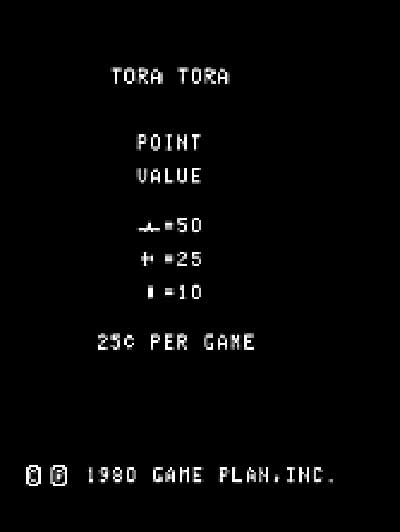 TORA TORA
POINT
VALUE
=50
=25
=10
25¢ PER GAME
© ℗ 1980 GAME PLAN,INC.